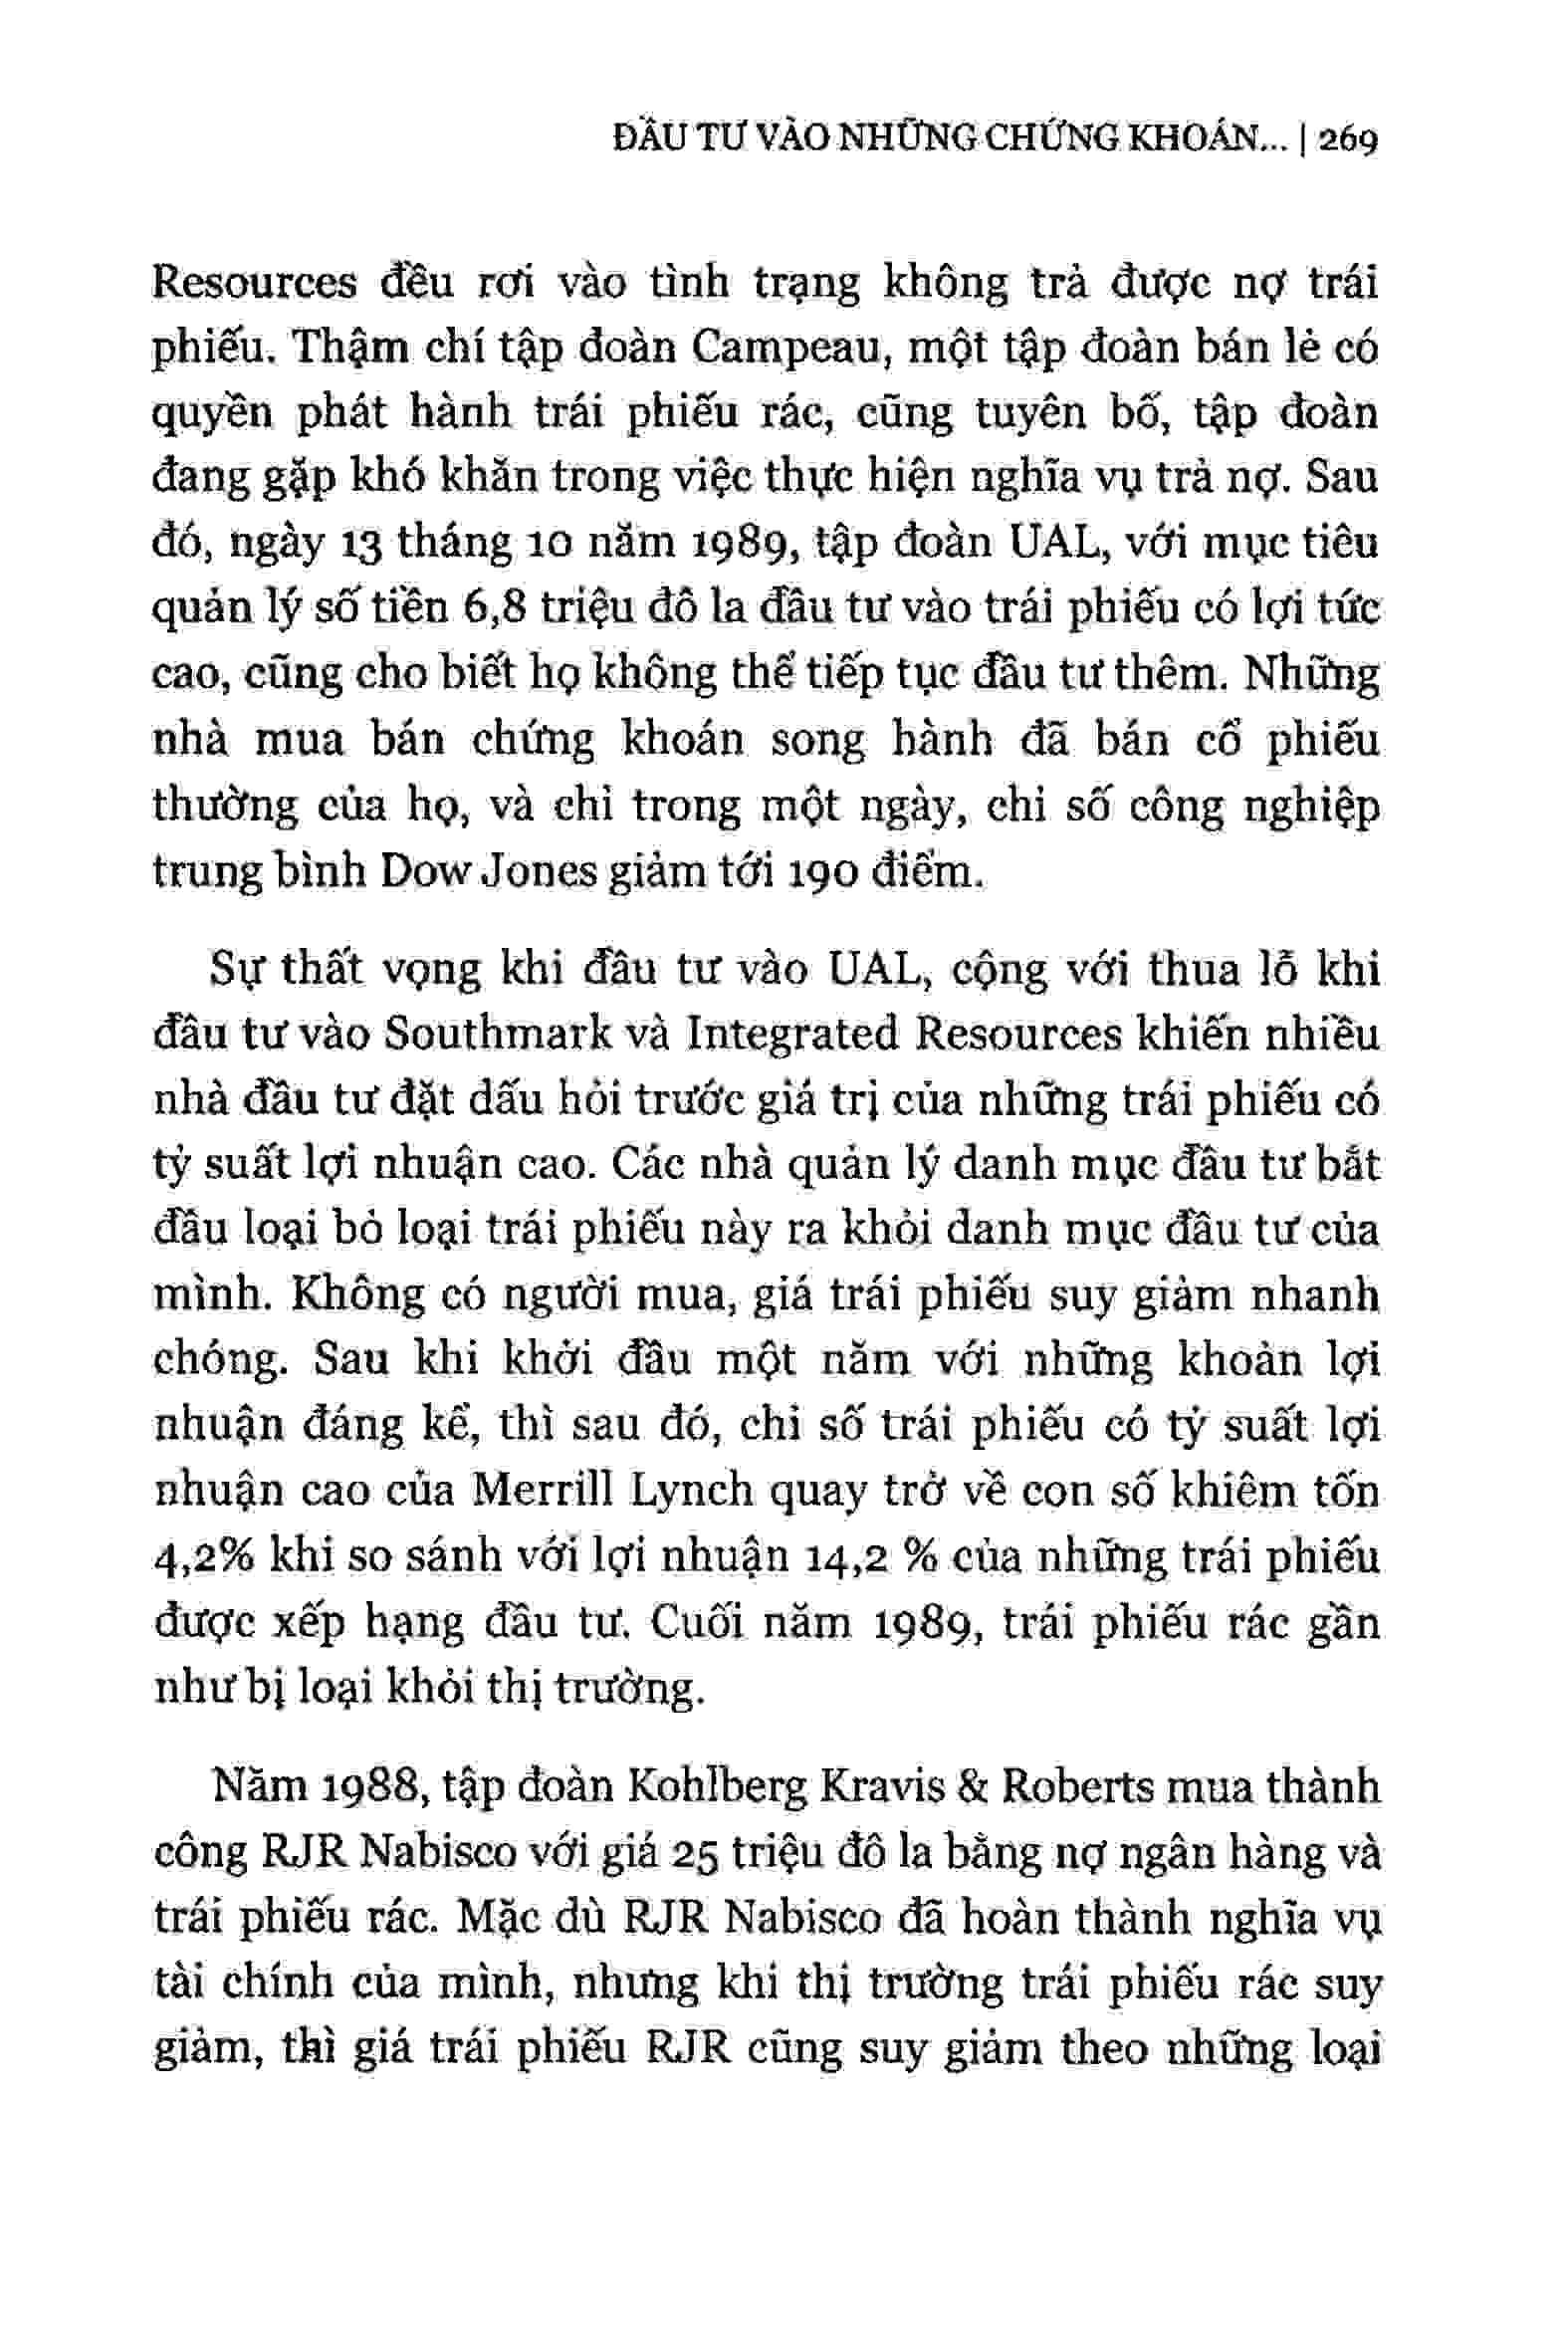 ĐẦU TƯ VÀO NHỮNG CHỨNG KHOÁN... | 269
Resources đều rơi vào tình trạng không trả được nợ trái
phiếu. Thậm chí tập đoàn Campeau, một tập đoàn bán lẻ có
quyền phát hành trái phiếu rác, cũng tuyên bố, tập đoàn
đang gặp khó khăn trong việc thực hiện nghĩa vụ trả nợ. Sau
đó, ngày 13 tháng 10 năm 1989, tập đoàn UAL, với mục tiêu
quản lý số tiền 6,8 triệu đô la đầu tư vào trái phiếu có lợi tức
cao, cũng cho biết họ không thể tiếp tục đầu tư thêm. Những
nhà mua bán chứng khoán song hành đã bán cổ phiếu
thường của họ, và chỉ trong một ngày, chỉ số công nghiệp
trung bình Dow Jones giảm tới 190 điểm.
Sự thất vọng khi đầu tư vào UAL, cộng với thua lỗ khi
đầu tư vào Southmark và Integrated Resources khiến nhiều
nhà đầu tư đặt dấu hỏi trước giá trị của những trái phiếu có
tỷ suất lợi nhuận cao. Các nhà quản lý danh mục đầu tư bắt
đầu loại bỏ loại trái phiếu này ra khỏi danh mục đầu tư của
mình. Không có người mua, giá trái phiếu suy giảm nhanh
chóng. Sau khi khởi đầu một năm với những khoản lợi
nhuận đáng kể, thì sau đó, chỉ số trái phiếu có tỷ suất lợi
nhuận cao của Merrill Lynch quay trở về con số khiêm tốn
4,2% khi so sánh với lợi nhuận 14,2 % của những trái phiếu
được xếp hạng đầu tư. Cuối năm 1989, trái phiếu rác gần
như bị loại khỏi thị trường.
Năm 1988, tập đoàn Kohlberg Kravis & Roberts mua thành
công RJR Nabisco với giá 25 triệu đô la bằng nợ ngân hàng và
trái phiếu rác. Mặc dù RJR Nabisco đã hoàn thành nghĩa vụ
tài chính của mình, nhưng khi thị trường trái phiếu rác suy
giảm, thì giá trái phiếu RJR cũng suy giảm theo những loại